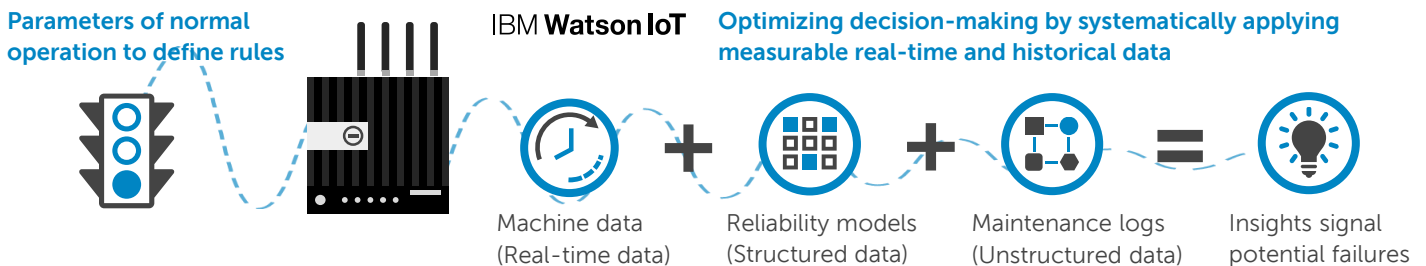 Parameters of normal
operation to define rules
IBM Watson IoT
Optimizing decision-making by systematically applying
measurable real-time and historical data
Machine data
(Real-time data)
Reliability models
(Structured data)
Maintenance logs
(Unstructured data)
Insights signal
potential failures